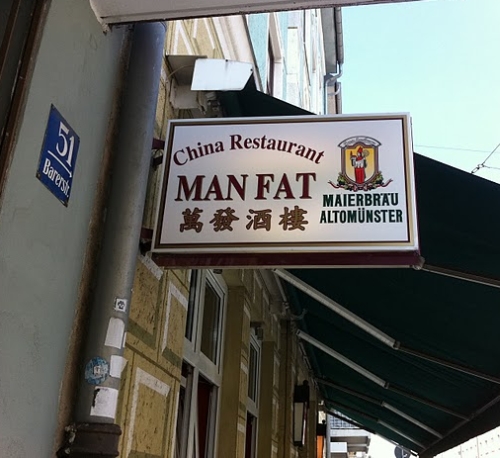 51
Barerstr.
China Restaurant
MAN FAT
萬發酒樓
MAIERBRÄU
ALTOMÜNSTER